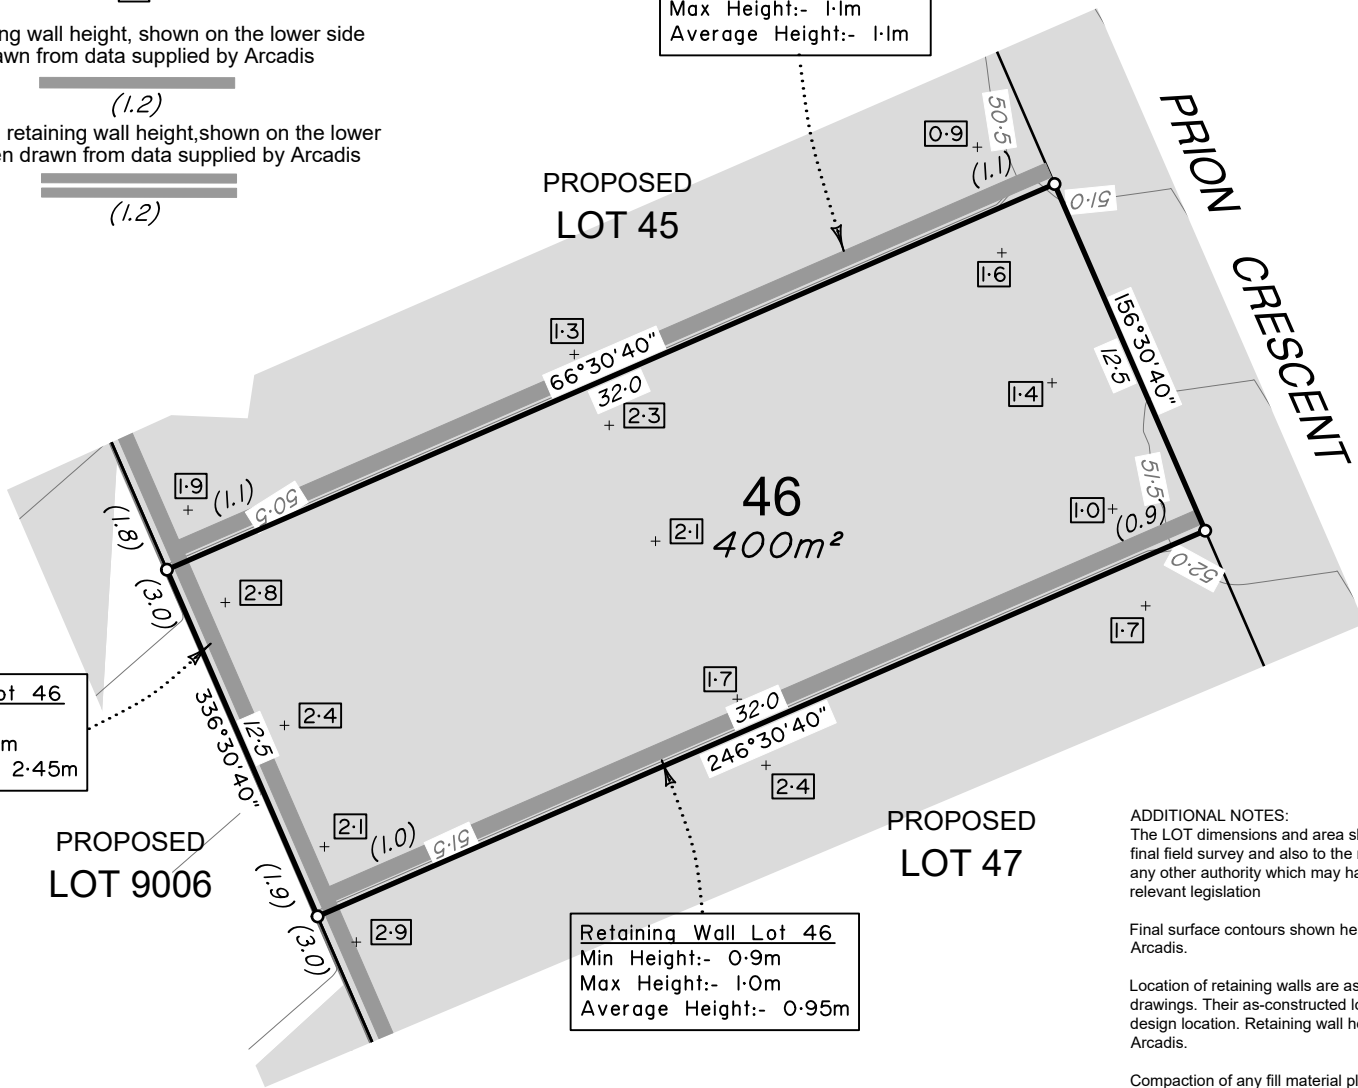 ng wall height, shown on the lower side
awn from data supplied by Arcadis
(1.2)
retaining wall height,shown on the lower
en drawn from data supplied by Arcadis
(1.2)
Max Height:- 1·1m
Average Height:- 1·1m
PRION CRESCENT
PROPOSED
LOT 45
50·5
0·9
(1.1)
51·0
1·6
1·3
66°30'40"
32·0
2·3
156°30'40"
12·5
1·4
1·9
(1.1)
50·5
(1.8)
(3.0)
46
400m²
2·1
51·5
1·0
(0.9)
52·0
2·8
1·7
ot 46
m
2·45m
336°30'40"
12·5
2·4
1·7
32·0
246°30'40"
2·4
2·1
(1.0)
51·5
PROPOSED
LOT 9006
(1.9)
(3.0)
2·9
PROPOSED
LOT 47
Retaining Wall Lot 46
Min Height:- 0·9m
Max Height:- 1·0m
Average Height:- 0·95m
ADDITIONAL NOTES:
The LOT dimensions and area s
final field survey and also to the
any other authority which may ha
relevant legislation
Final surface contours shown he
Arcadis.
Location of retaining walls are as
drawings. Their as-constructed lo
design location. Retaining wall h
Arcadis.
Compaction of any fill material pl